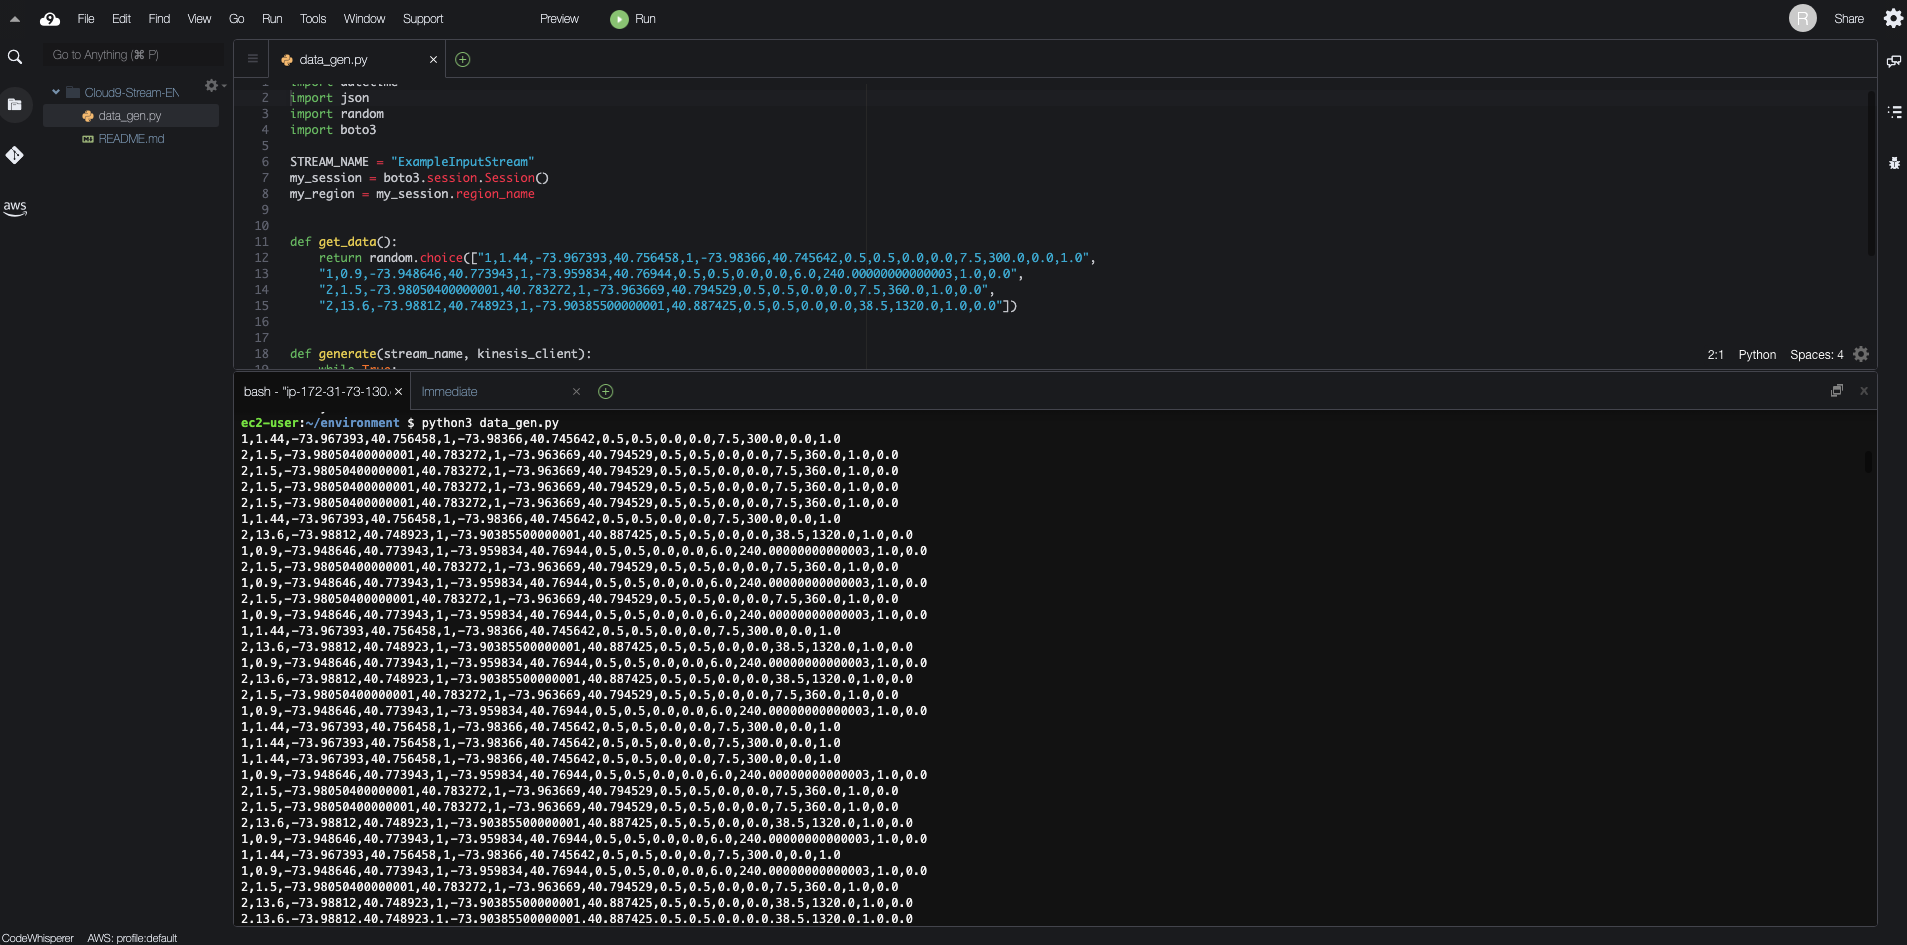 File Edit Find View Go Run Tools Window Support Preview Run R Share
Go to Anything (⌘ P)
Cloud9-Stream-EN
data_gen.py
README.md
aws
data_gen.py
1 import datetime
2 import json
3 import random
4 import boto3
5
6 STREAM_NAME = "ExampleInputStream"
7 my_session = boto3.session.Session()
8 my_region = my_session.region_name
9
10
11 def get_data():
12 return random.choice(["1,1.44,-73.967393,40.756458,1,-73.98366,40.745642,0.5,0.5,0.0,0.0,7.5,300.0,0.0,1.0",
13 "1,0.9,-73.948646,40.773943,1,-73.959834,40.76944,0.5,0.5,0.0,0.0,6.0,240.00000000000003,1.0,0.0",
14 "2,1.5,-73.98050400000001,40.783272,1,-73.963669,40.794529,0.5,0.5,0.0,0.0,7.5,360.0,1.0,0.0",
15 "2,13.6,-73.98812,40.748923,1,-73.90385500000001,40.887425,0.5,0.5,0.0,0.0,38.5,1320.0,1.0,0.0"])
16
17
18 def generate(stream_name, kinesis_client):
19 while True:
2:1 Python Spaces: 4
bash - "ip-172-31-73-130. Immediate
ec2-user:~/environment $ python3 data_gen.py
1,1.44,-73.967393,40.756458,1,-73.98366,40.745642,0.5,0.5,0.0,0.0,7.5,300.0,0.0,1.0
2,1.5,-73.98050400000001,40.783272,1,-73.963669,40.794529,0.5,0.5,0.0,0.0,7.5,360.0,1.0,0.0
2,1.5,-73.98050400000001,40.783272,1,-73.963669,40.794529,0.5,0.5,0.0,0.0,7.5,360.0,1.0,0.0
2,1.5,-73.98050400000001,40.783272,1,-73.963669,40.794529,0.5,0.5,0.0,0.0,7.5,360.0,1.0,0.0
2,1.5,-73.98050400000001,40.783272,1,-73.963669,40.794529,0.5,0.5,0.0,0.0,7.5,360.0,1.0,0.0
1,1.44,-73.967393,40.756458,1,-73.98366,40.745642,0.5,0.5,0.0,0.0,7.5,300.0,0.0,1.0
2,13.6,-73.98812,40.748923,1,-73.90385500000001,40.887425,0.5,0.5,0.0,0.0,38.5,1320.0,1.0,0.0
1,0.9,-73.948646,40.773943,1,-73.959834,40.76944,0.5,0.5,0.0,0.0,6.0,240.00000000000003,1.0,0.0
2,1.5,-73.98050400000001,40.783272,1,-73.963669,40.794529,0.5,0.5,0.0,0.0,7.5,360.0,1.0,0.0
1,0.9,-73.948646,40.773943,1,-73.959834,40.76944,0.5,0.5,0.0,0.0,6.0,240.00000000000003,1.0,0.0
2,1.5,-73.98050400000001,40.783272,1,-73.963669,40.794529,0.5,0.5,0.0,0.0,7.5,360.0,1.0,0.0
1,0.9,-73.948646,40.773943,1,-73.959834,40.76944,0.5,0.5,0.0,0.0,6.0,240.00000000000003,1.0,0.0
1,1.44,-73.967393,40.756458,1,-73.98366,40.745642,0.5,0.5,0.0,0.0,7.5,300.0,0.0,1.0
2,13.6,-73.98812,40.748923,1,-73.90385500000001,40.887425,0.5,0.5,0.0,0.0,38.5,1320.0,1.0,0.0
1,0.9,-73.948646,40.773943,1,-73.959834,40.76944,0.5,0.5,0.0,0.0,6.0,240.00000000000003,1.0,0.0
2,13.6,-73.98812,40.748923,1,-73.90385500000001,40.887425,0.5,0.5,0.0,0.0,38.5,1320.0,1.0,0.0
2,1.5,-73.98050400000001,40.783272,1,-73.963669,40.794529,0.5,0.5,0.0,0.0,7.5,360.0,1.0,0.0
1,0.9,-73.948646,40.773943,1,-73.959834,40.76944,0.5,0.5,0.0,0.0,6.0,240.00000000000003,1.0,0.0
1,1.44,-73.967393,40.756458,1,-73.98366,40.745642,0.5,0.5,0.0,0.0,7.5,300.0,0.0,1.0
1,1.44,-73.967393,40.756458,1,-73.98366,40.745642,0.5,0.5,0.0,0.0,7.5,300.0,0.0,1.0
1,1.44,-73.967393,40.756458,1,-73.98366,40.745642,0.5,0.5,0.0,0.0,7.5,300.0,0.0,1.0
1,0.9,-73.948646,40.773943,1,-73.959834,40.76944,0.5,0.5,0.0,0.0,6.0,240.00000000000003,1.0,0.0
2,1.5,-73.98050400000001,40.783272,1,-73.963669,40.794529,0.5,0.5,0.0,0.0,7.5,360.0,1.0,0.0
2,1.5,-73.98050400000001,40.783272,1,-73.963669,40.794529,0.5,0.5,0.0,0.0,7.5,360.0,1.0,0.0
2,13.6,-73.98812,40.748923,1,-73.90385500000001,40.887425,0.5,0.5,0.0,0.0,38.5,1320.0,1.0,0.0
1,0.9,-73.948646,40.773943,1,-73.959834,40.76944,0.5,0.5,0.0,0.0,6.0,240.00000000000003,1.0,0.0
1,1.44,-73.967393,40.756458,1,-73.98366,40.745642,0.5,0.5,0.0,0.0,7.5,300.0,0.0,1.0
1,0.9,-73.948646,40.773943,1,-73.959834,40.76944,0.5,0.5,0.0,0.0,6.0,240.00000000000003,1.0,0.0
2,1.5,-73.98050400000001,40.783272,1,-73.963669,40.794529,0.5,0.5,0.0,0.0,7.5,360.0,1.0,0.0
2,13.6,-73.98812,40.748923,1,-73.90385500000001,40.887425,0.5,0.5,0.0,0.0,38.5,1320.0,1.0,0.0
2,13.6,-73.98812,40.748923,1,-73.90385500000001,40.887425,0.5,0.5,0.0,0.0,38.5,1320.0,1.0,0.0
CodeWhisperer AWS: profile:default